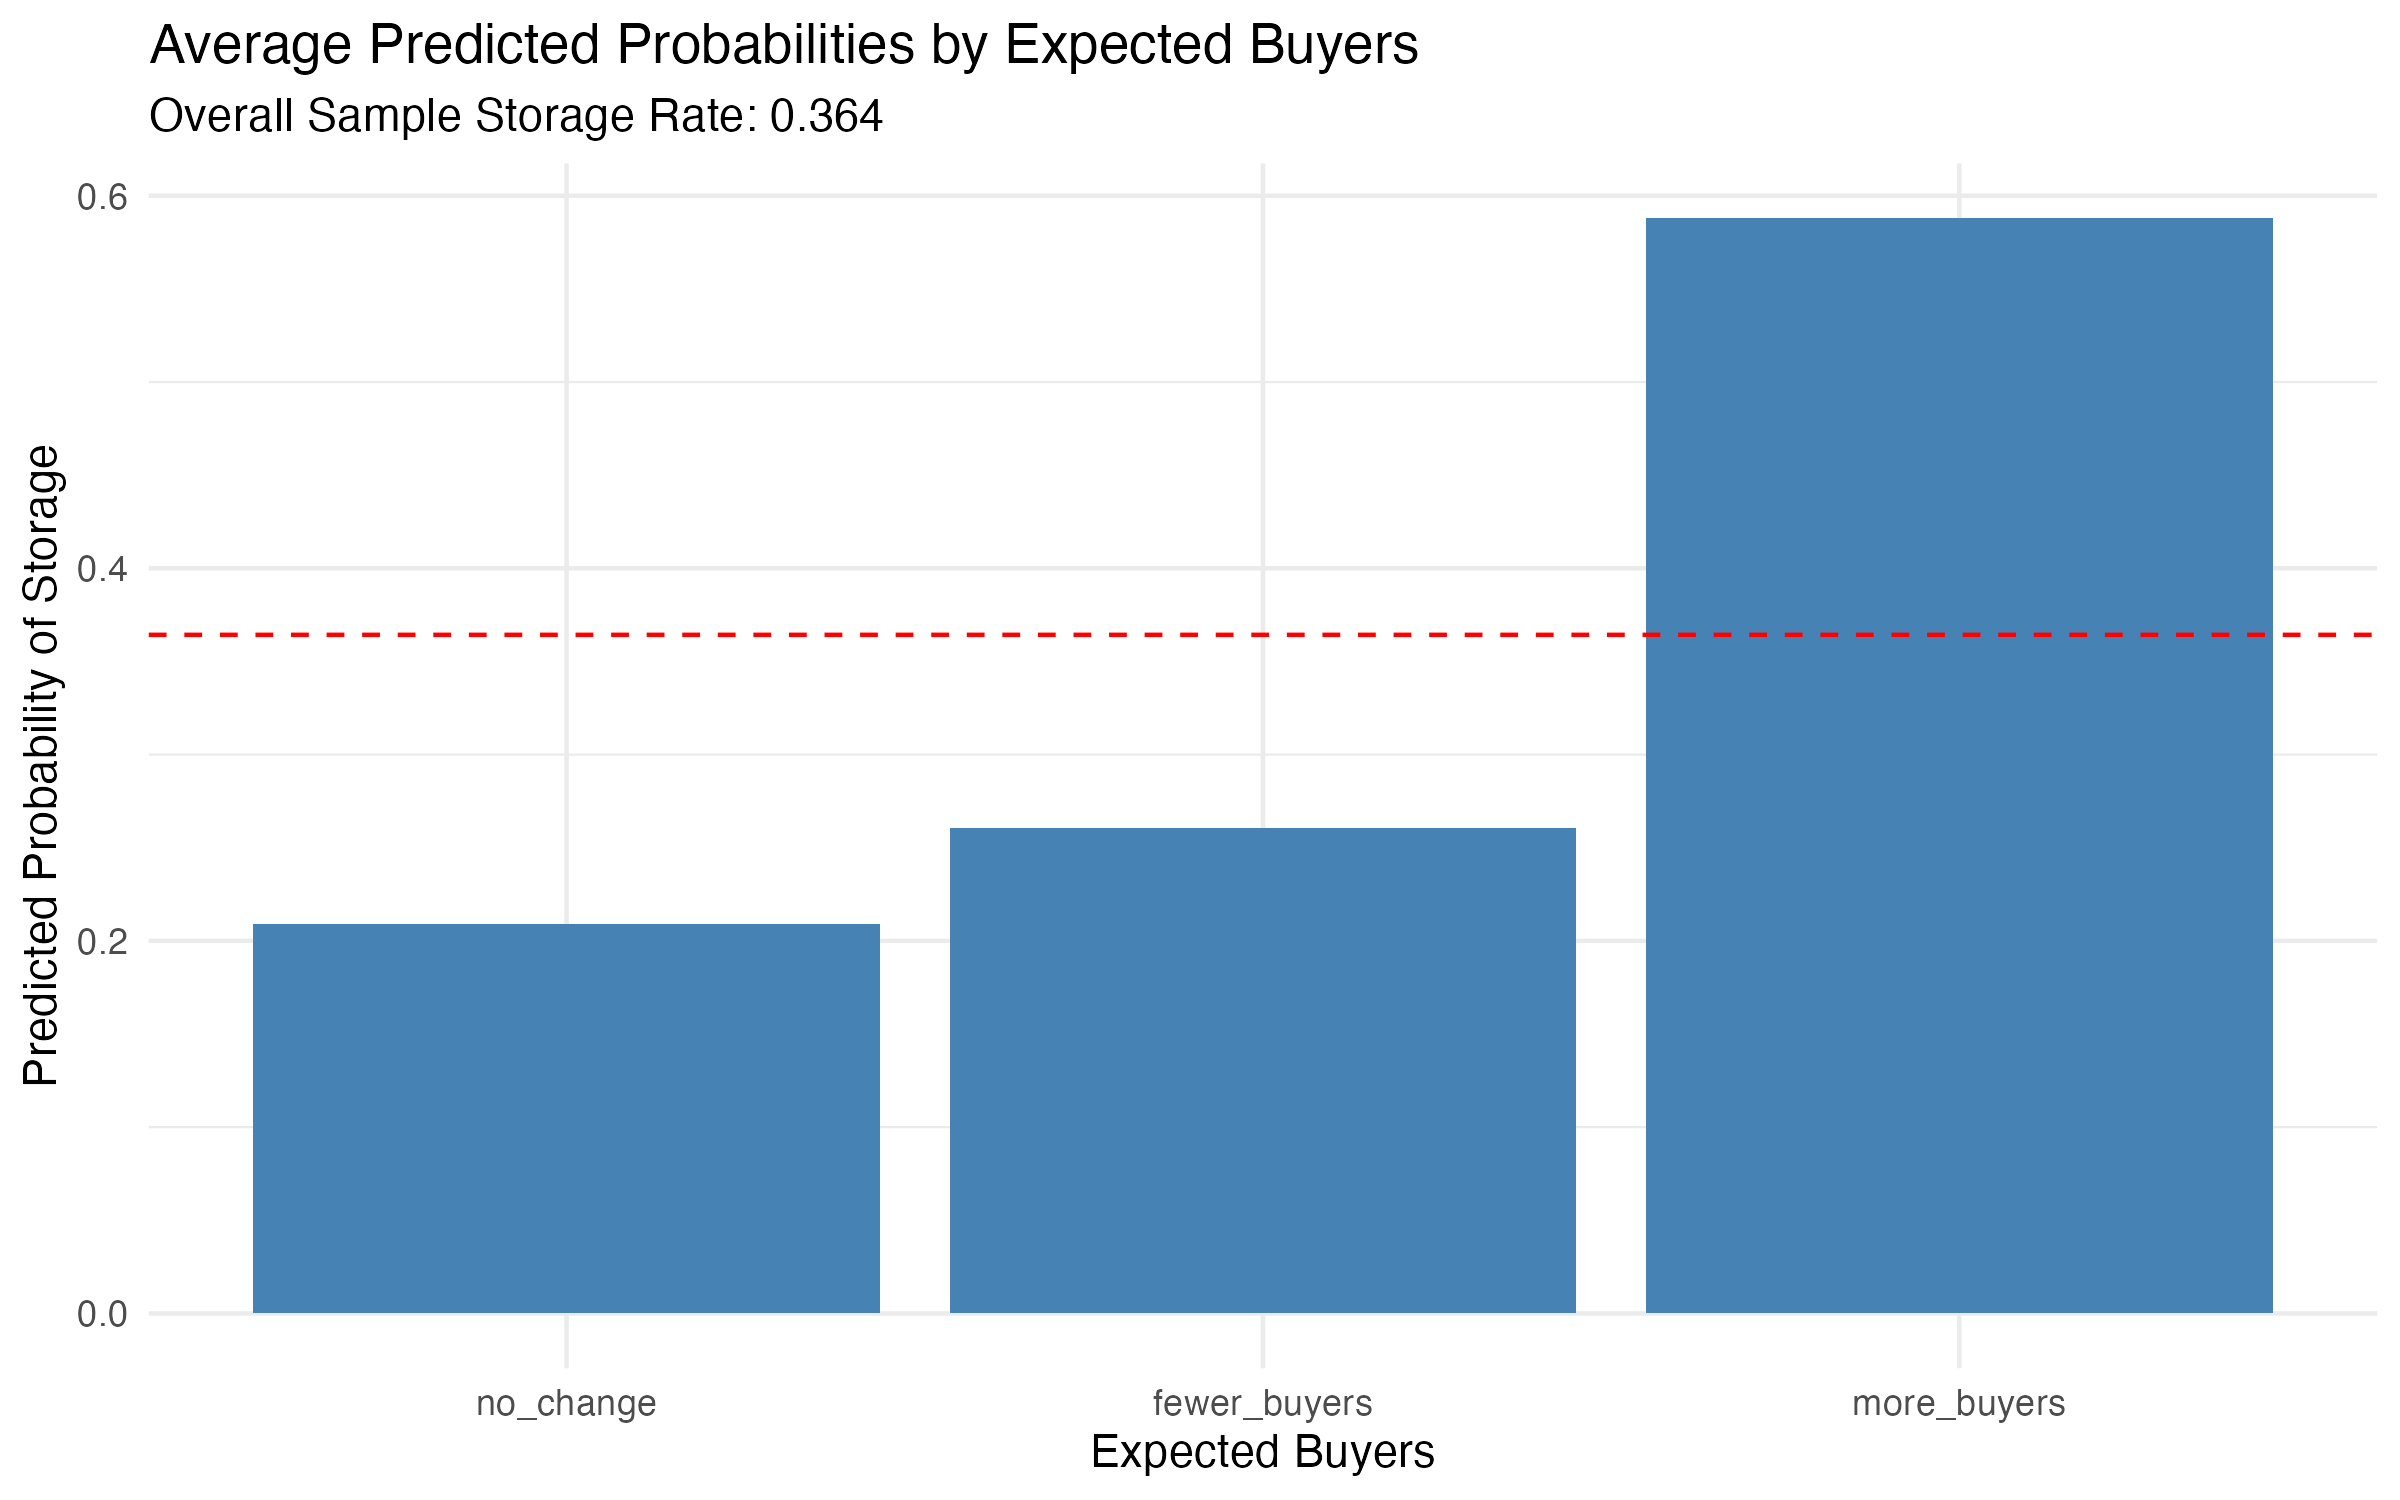 Average Predicted Probabilities by Expected Buyers
Overall Sample Storage Rate: 0.364
Predicted Probability of Storage
0.6
0.4
0.2
0.0
no_change
fewer_buyers
more_buyers
Expected Buyers